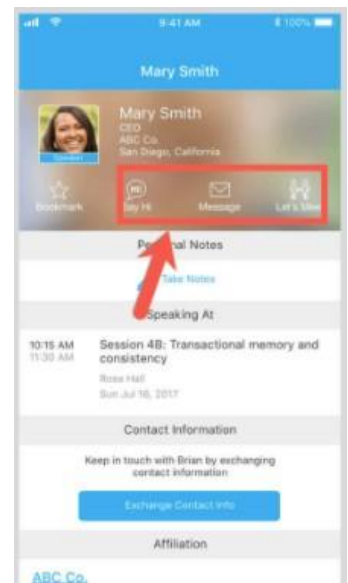 9:41 AM
100%
Mary Smith
Mary Smith
CEO
ABC Co.
San Diego, California
Speaker
Bookmark
Say Hi
Message
Let's Meet
Personal Notes
Take Notes
Speaking At
10:15 AM
11:30 AM
Session 4B: Transactional memory and
consistency
Rosa Hall
Sun Jul 16, 2017
Contact Information
Keep in touch with Brian by exchanging
contact information
Exchange Contact Info
Affiliation
ABC Co.